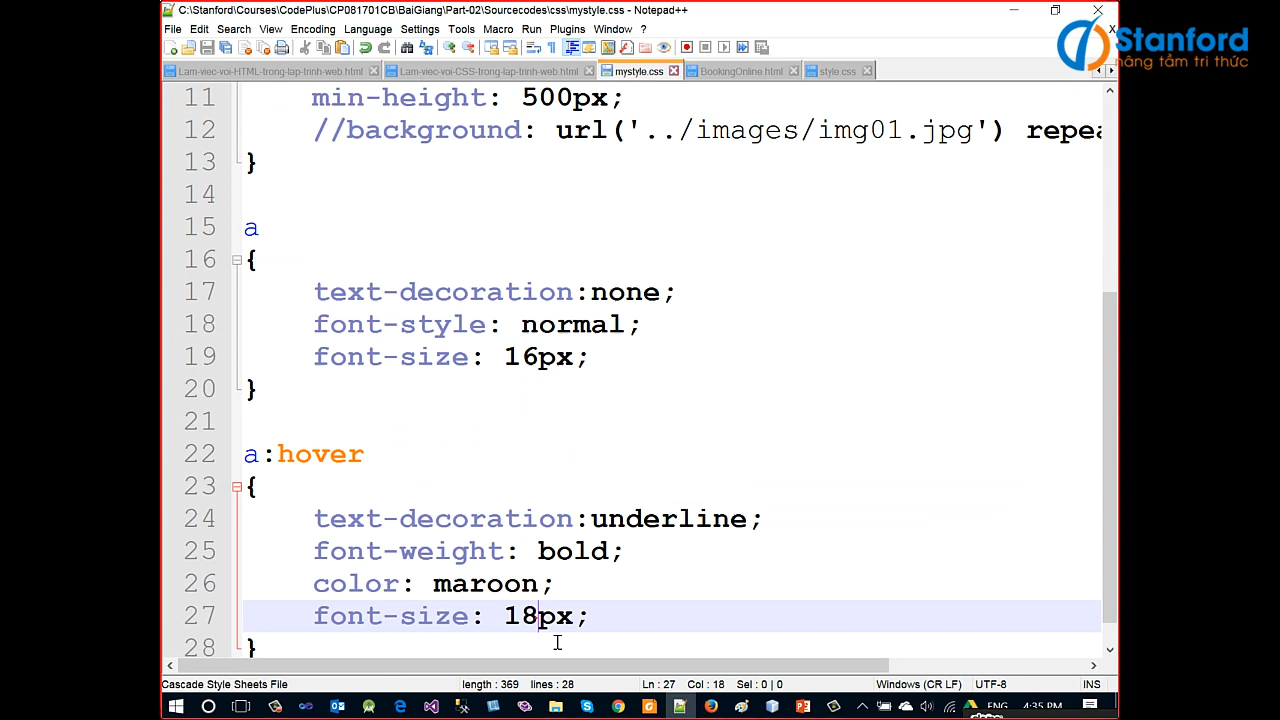 C:\Stanford\Courses\CodePlus\CP081701CB\BaiGiang\Part-02\Sourcecodes\css\mystyle.css - Notepad++
Stanford
nâng tầm tri thức
File Edit Search View Encoding Language Settings Tools Macro Run Plugins Window ? X
Lam-viec-voi-HTML-trong-lap-trinh-web.html Lam-viec-voi-CSS-trong-lap-trinh-web.html mystyle.css BookingOnline.html style.css
11 min-height: 500px;
12 //background: url('../images/img01.jpg') repea
13 }
14
15 a
16 {
17 text-decoration:none;
18 font-style: normal;
19 font-size: 16px;
20 }
21
22 a:hover
23 {
24 text-decoration:underline;
25 font-weight: bold;
26 color: maroon;
27 font-size: 18px;
28 }
Cascade Style Sheets File length : 369 lines : 28 Ln : 27 Col : 18 Sel : 0 | 0 Windows (CR LF) UTF-8 INS
ENG 4:35 PM